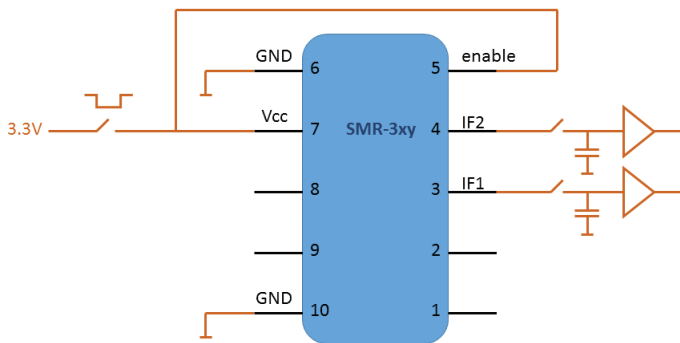 GND 6 5 enable
3.3V Vcc 7 SMR-3xy 4 IF2
8 3 IF1
9 2
GND 10 1